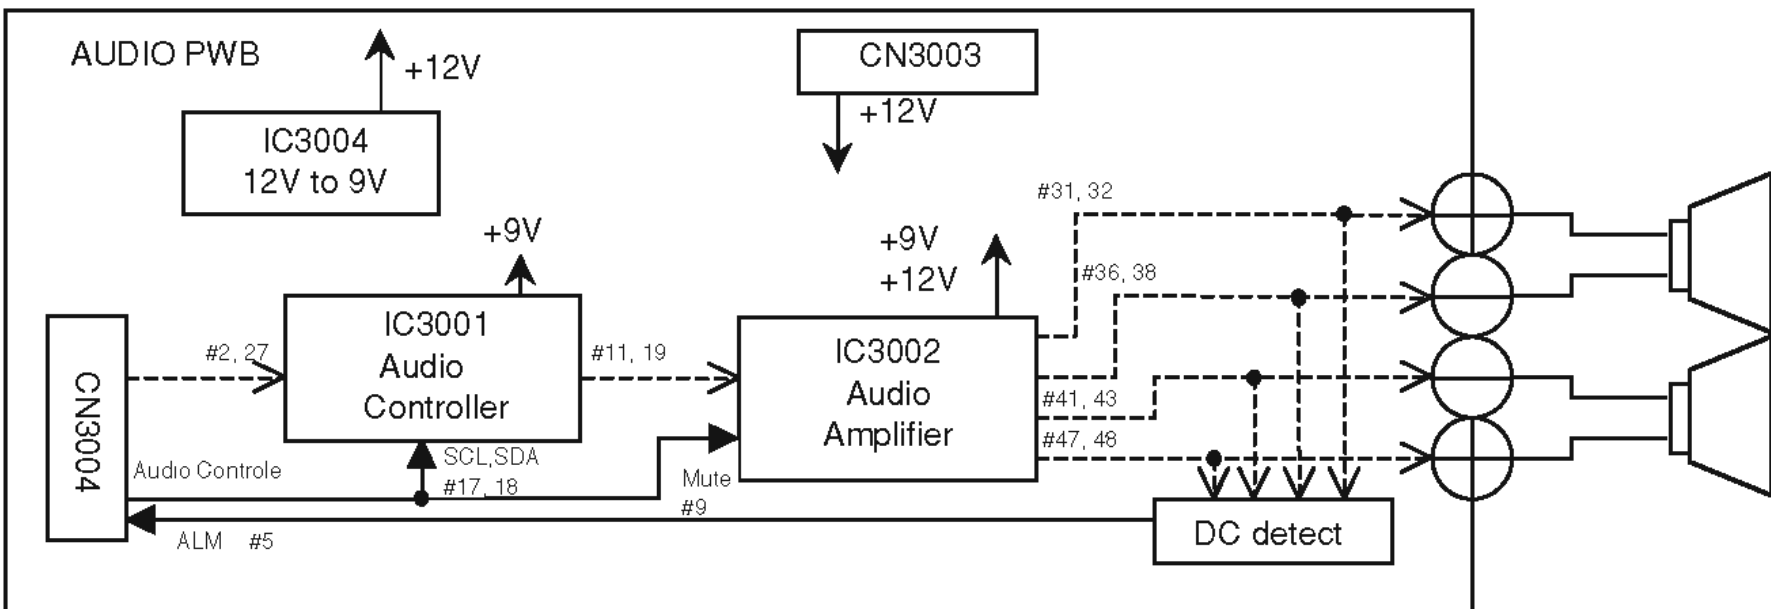 AUDIO PWB
+12V
CN3003
+12V
IC3004
12V to 9V
#31, 32
+9V
+9V
+12V
#36, 38
IC3001
Audio
Controller
#2, 27
#11, 19
IC3002
Audio
Amplifier
#41, 43
#47, 48
CN3004
Audio Controle
SCL,SDA
#17, 18
Mute
#9
ALM #5
DC detect